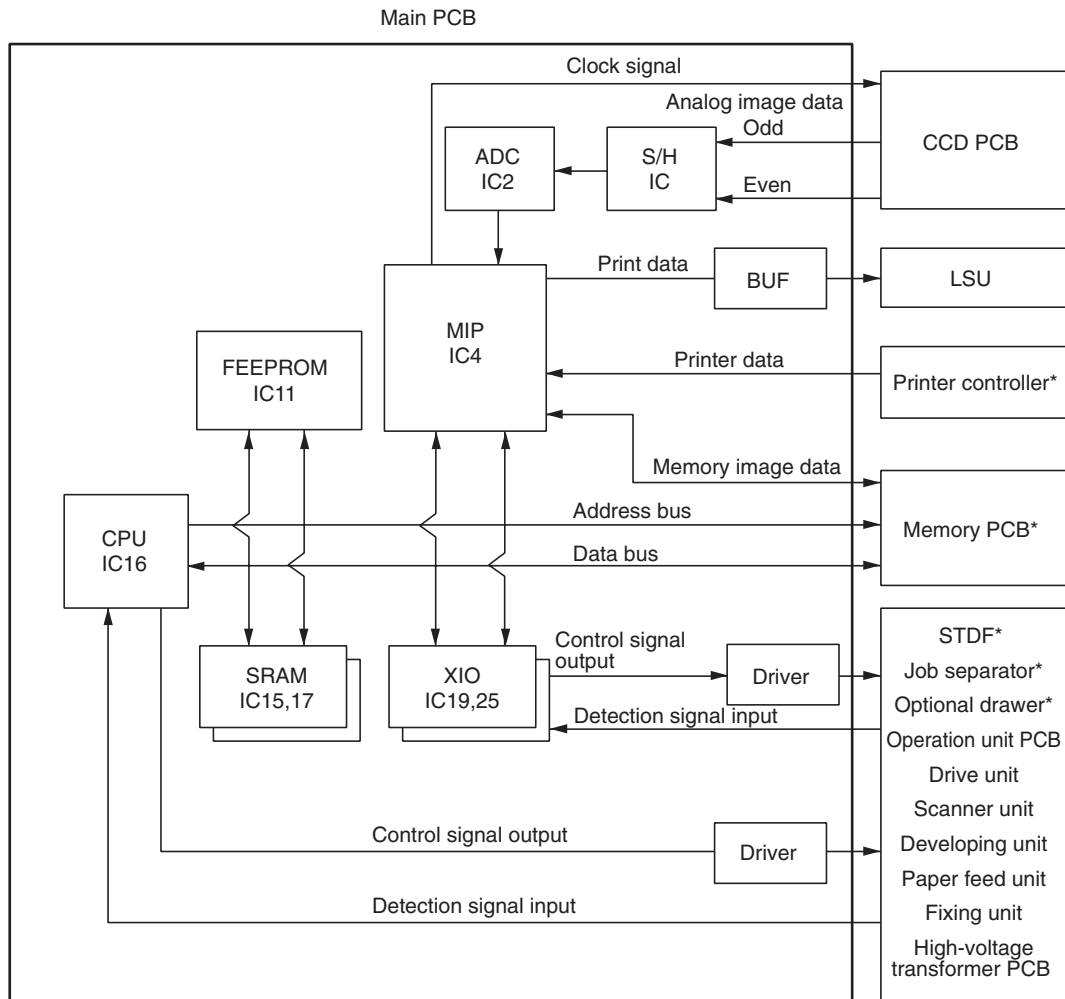 Main PCB
Clock signal
Analog image data
Odd
Even
CCD PCB
ADC
IC2
S/H
IC
Print data
BUF
LSU
MIP
IC4
FEEPROM
IC11
Printer data
Printer controller*
Memory image data
Address bus
CPU
IC16
Memory PCB*
Data bus
Control signal
output
SRAM
IC15,17
XIO
IC19,25
Driver
Detection signal input
STDF*
Job separator*
Optional drawer*
Operation unit PCB
Drive unit
Scanner unit
Developing unit
Paper feed unit
Fixing unit
High-voltage
transformer PCB
Control signal output
Driver
Detection signal input